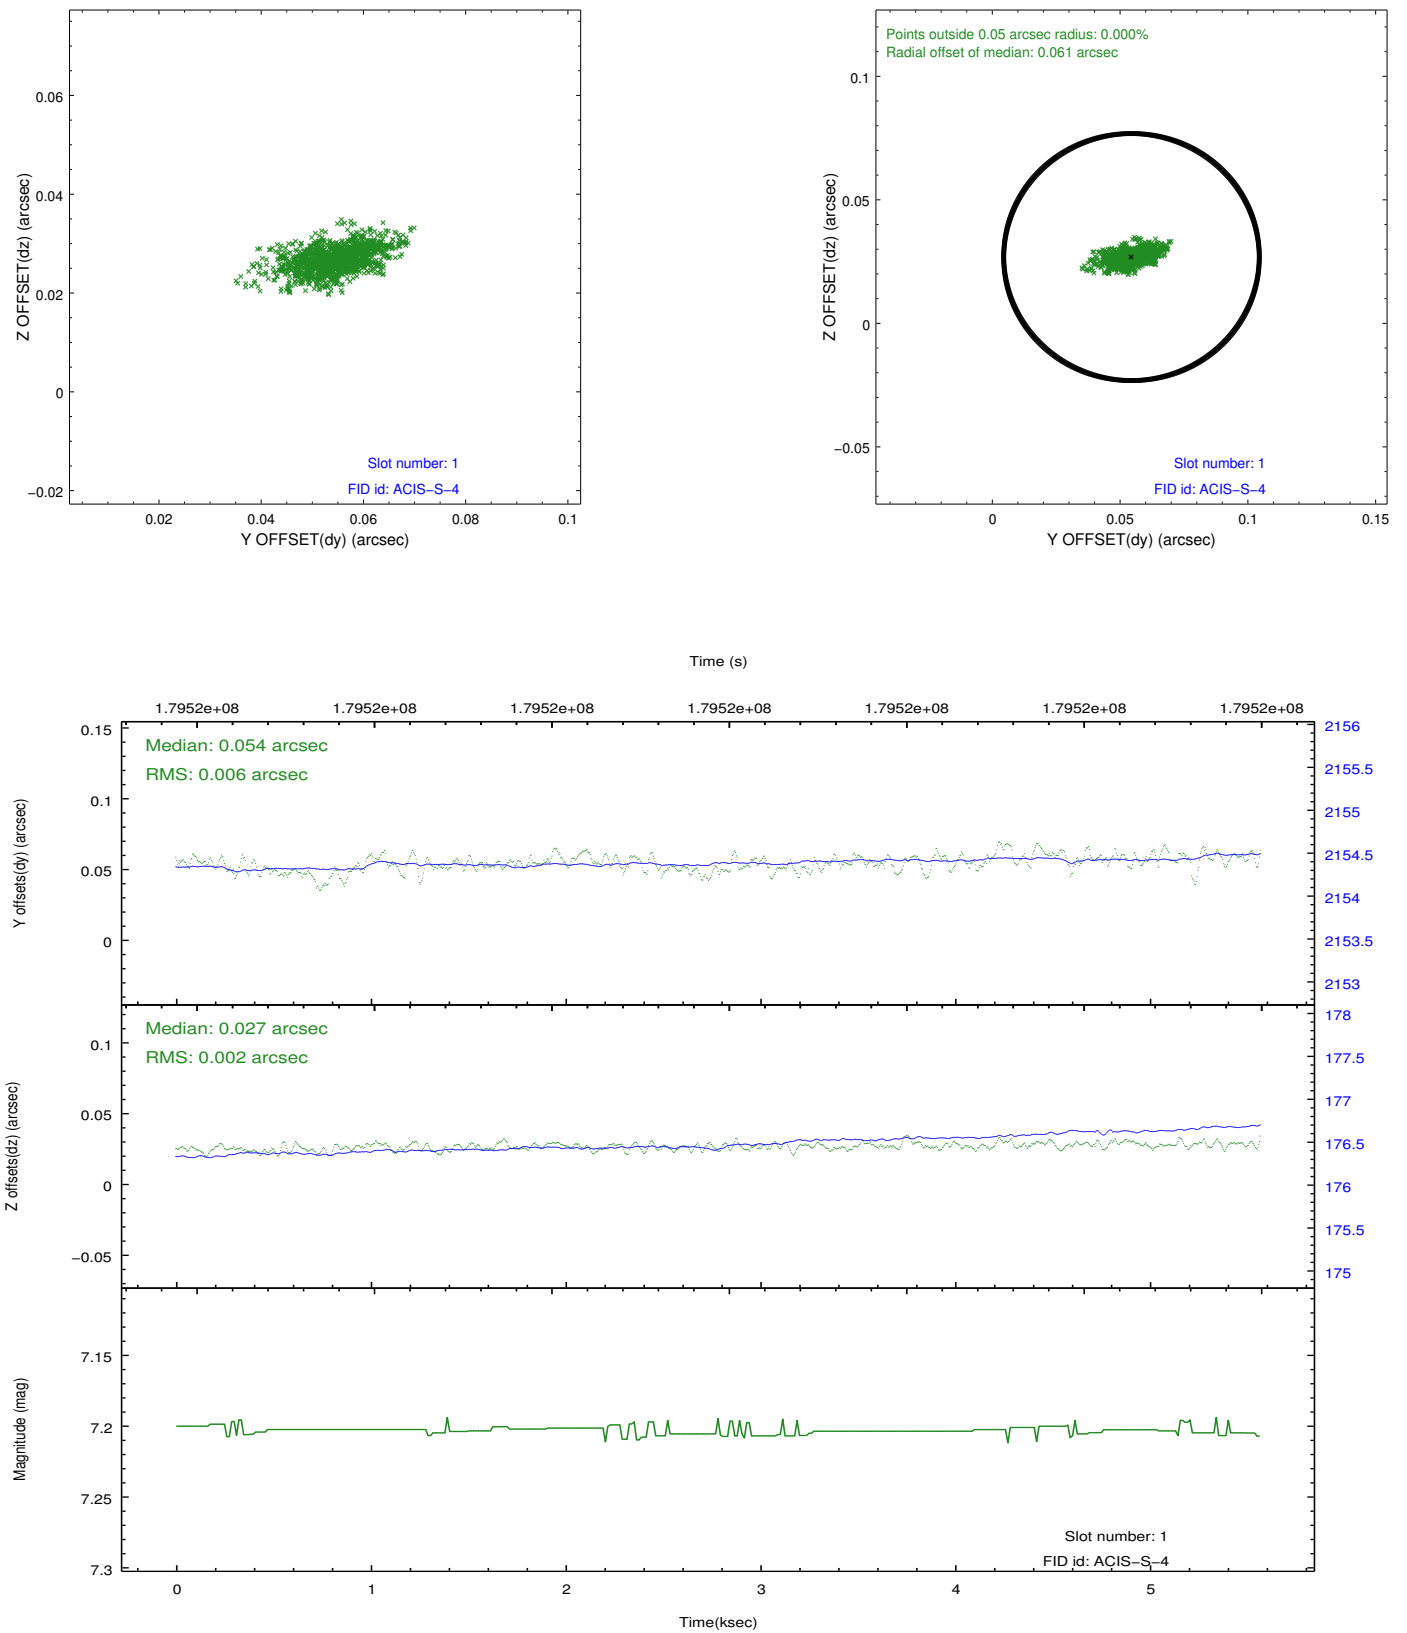 0.06
0.04
0.02
0
−0.02
Z OFFSET(dz) (arcsec)
Slot number: 1
FID id: ACIS−S−4
0.02 0.04 0.06 0.08 0.1
Y OFFSET(dy) (arcsec)
Points outside 0.05 arcsec radius: 0.000%
Radial offset of median: 0.061 arcsec
0.1
0.05
0
−0.05
Z OFFSET(dz) (arcsec)
Slot number: 1
FID id: ACIS−S−4
0 0.05 0.1 0.15
Y OFFSET(dy) (arcsec)
Time (s)
1.7952e+08 1.7952e+08 1.7952e+08 1.7952e+08 1.7952e+08 1.7952e+08 1.7952e+08
Median: 0.054 arcsec
RMS: 0.006 arcsec
0.15
0.1
0.05
0
Y offsets(dy) (arcsec)
2156
2155.5
2155
2154.5
2154
2153.5
2153
Median: 0.027 arcsec
RMS: 0.002 arcsec
0.1
0.05
0
−0.05
Z offsets(dz) (arcsec)
178
177.5
177
176.5
176
175.5
175
7.15
7.2
7.25
7.3
Magnitude (mag)
Slot number: 1
FID id: ACIS−S−4
0 1 2 3 4 5
Time(ksec)